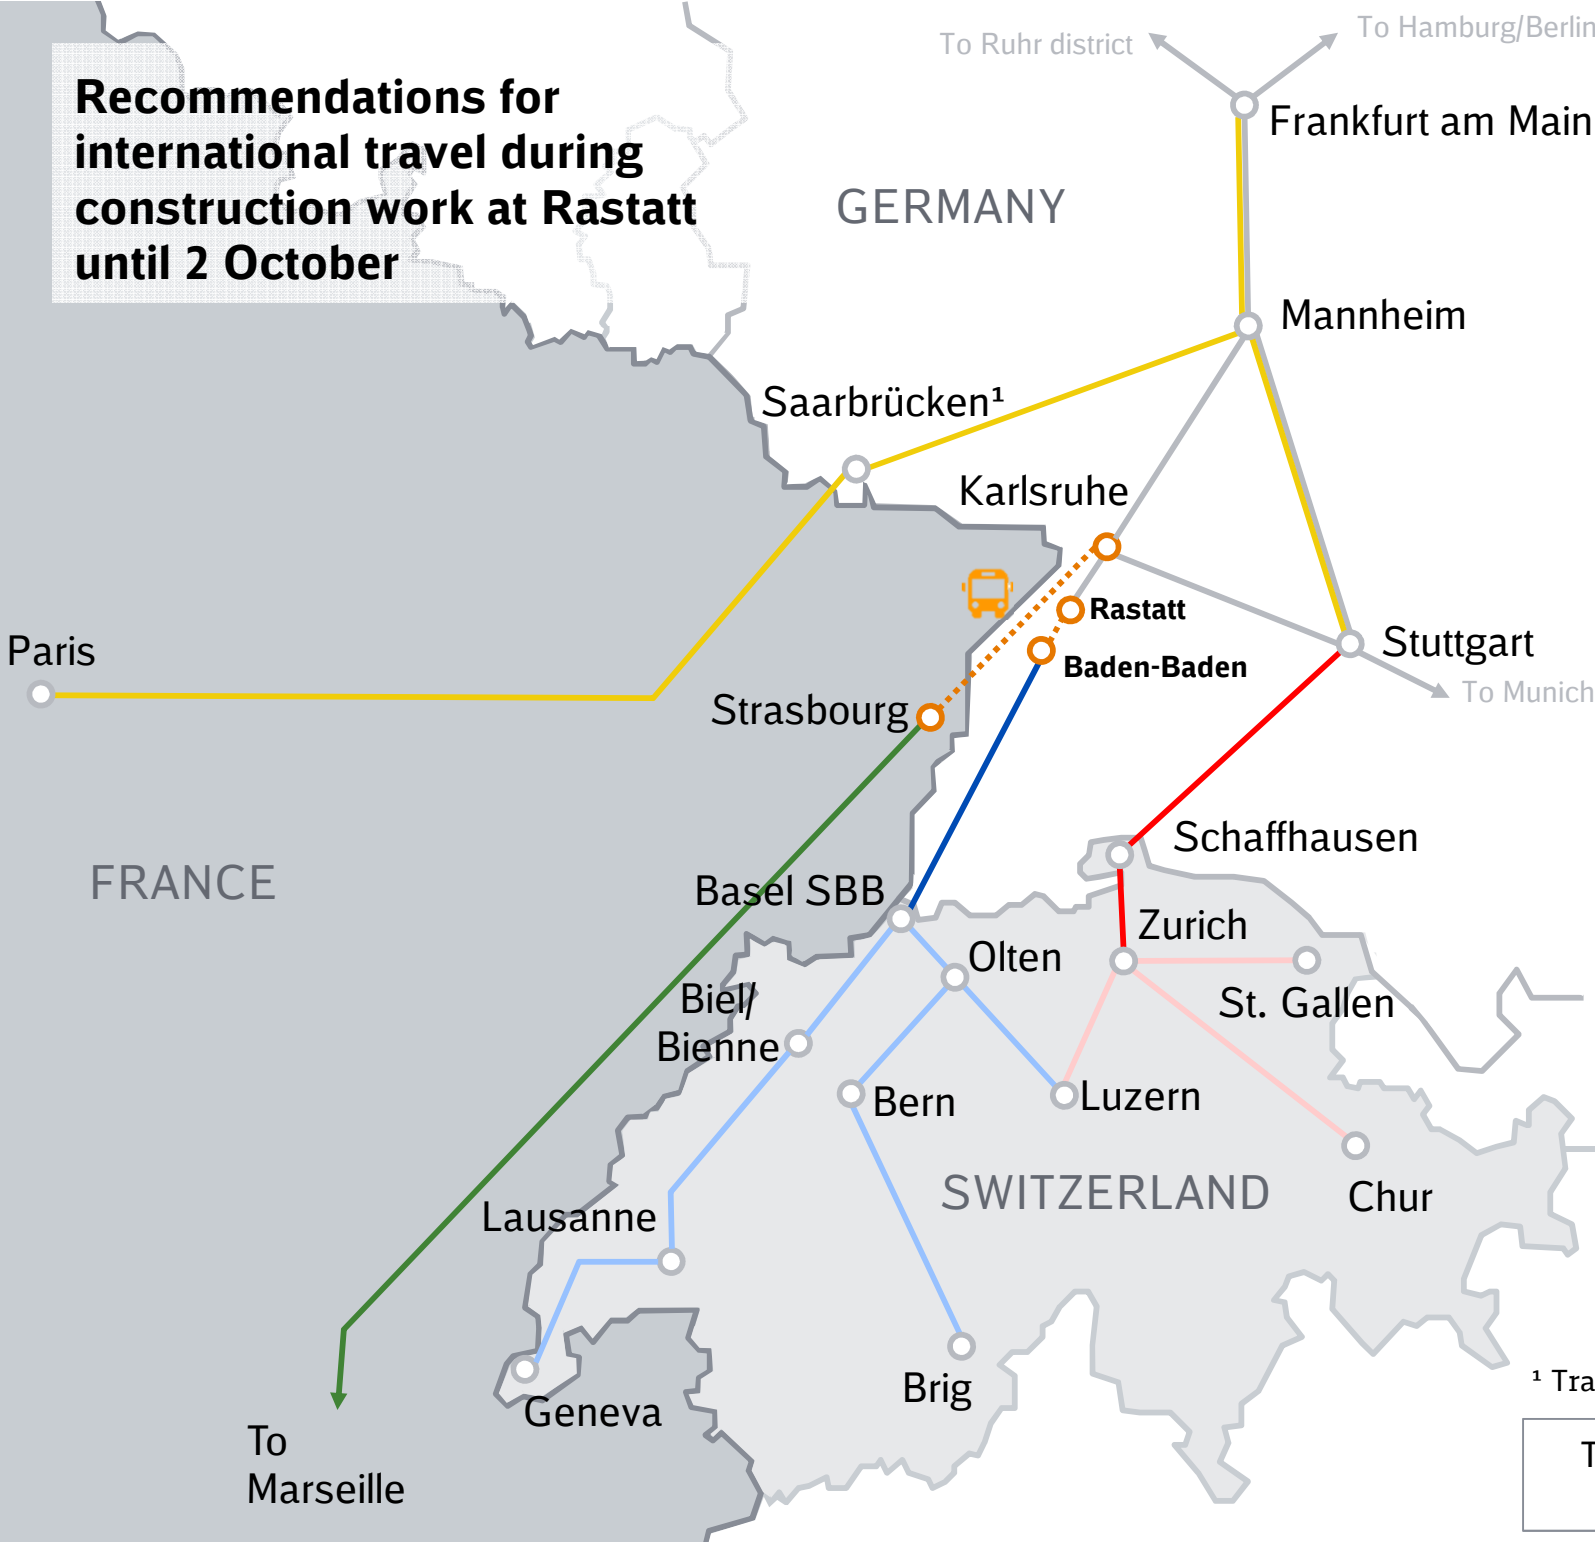 Recommendations for
international travel during
construction work at Rastatt
until 2 October
To Ruhr district
To Hamburg/Berlin
Frankfurt am Main
GERMANY
Mannheim
Saarbrücken¹
Karlsruhe
Rastatt
Baden-Baden
Stuttgart
To Munich
Paris
Strasbourg
FRANCE
Schaffhausen
Basel SBB
Zurich
Olten
St. Gallen
Biel/
Bienne
Bern
Luzern
SWITZERLAND
Chur
Lausanne
Geneva
Brig
To
Marseille
¹